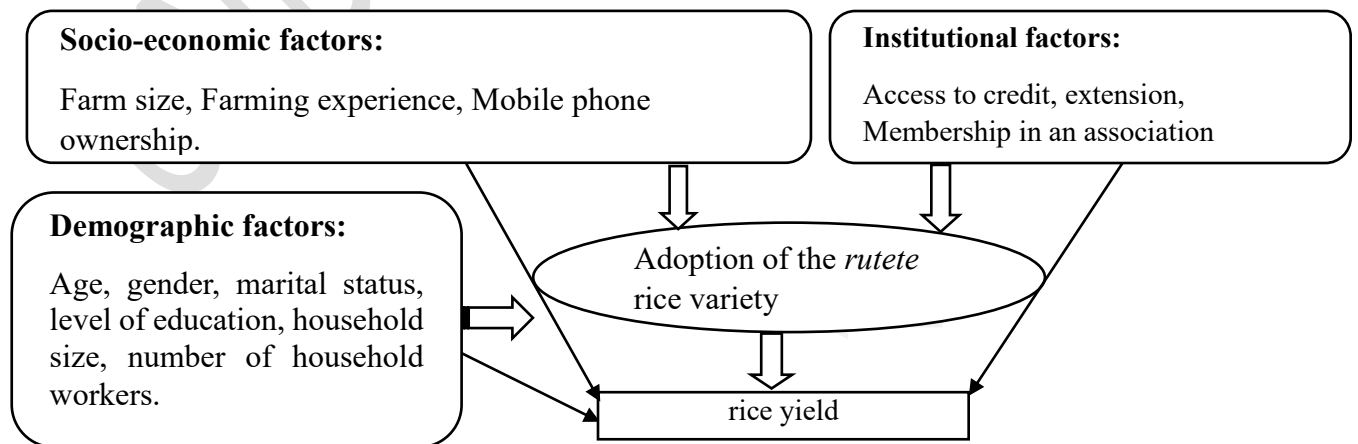 Socio-economic factors:
Farm size, Farming experience, Mobile phone
ownership.
Institutional factors:
Access to credit, extension,
Membership in an association
Demographic factors:
Age, gender, marital status,
level of education, household
size, number of household
workers.
Adoption of the rutete
rice variety
rice yield